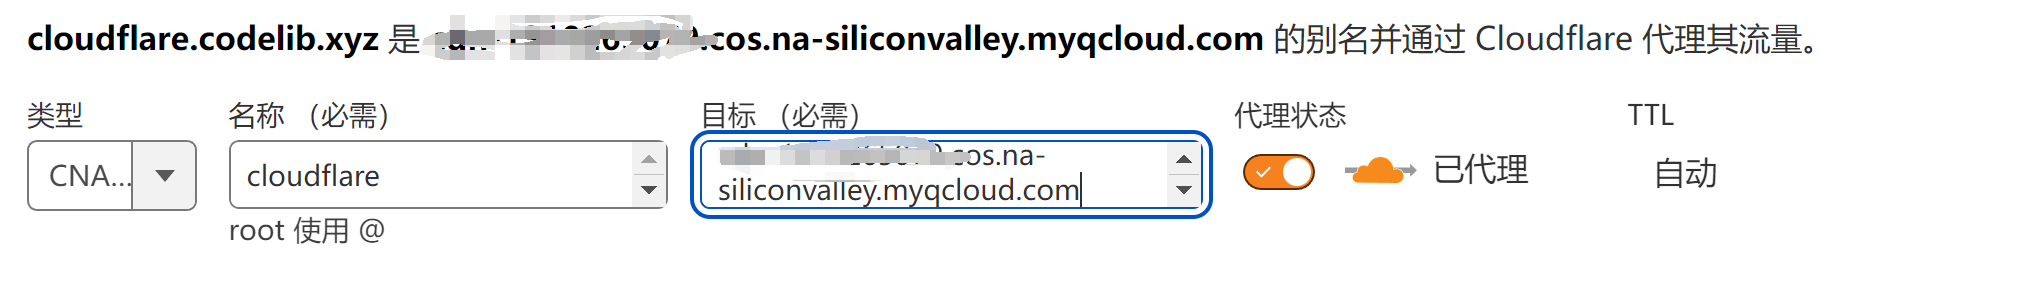 cloudflare.codelib.xyz 是 .cos.na-siliconvalley.myqcloud.com 的别名并通过 Cloudflare 代理其流量。
类型 名称 （必需） 目标 （必需） 代理状态 TTL
CNA... cloudflare .cos.na-
siliconvalley.myqcloud.com 已代理 自动
root 使用 @